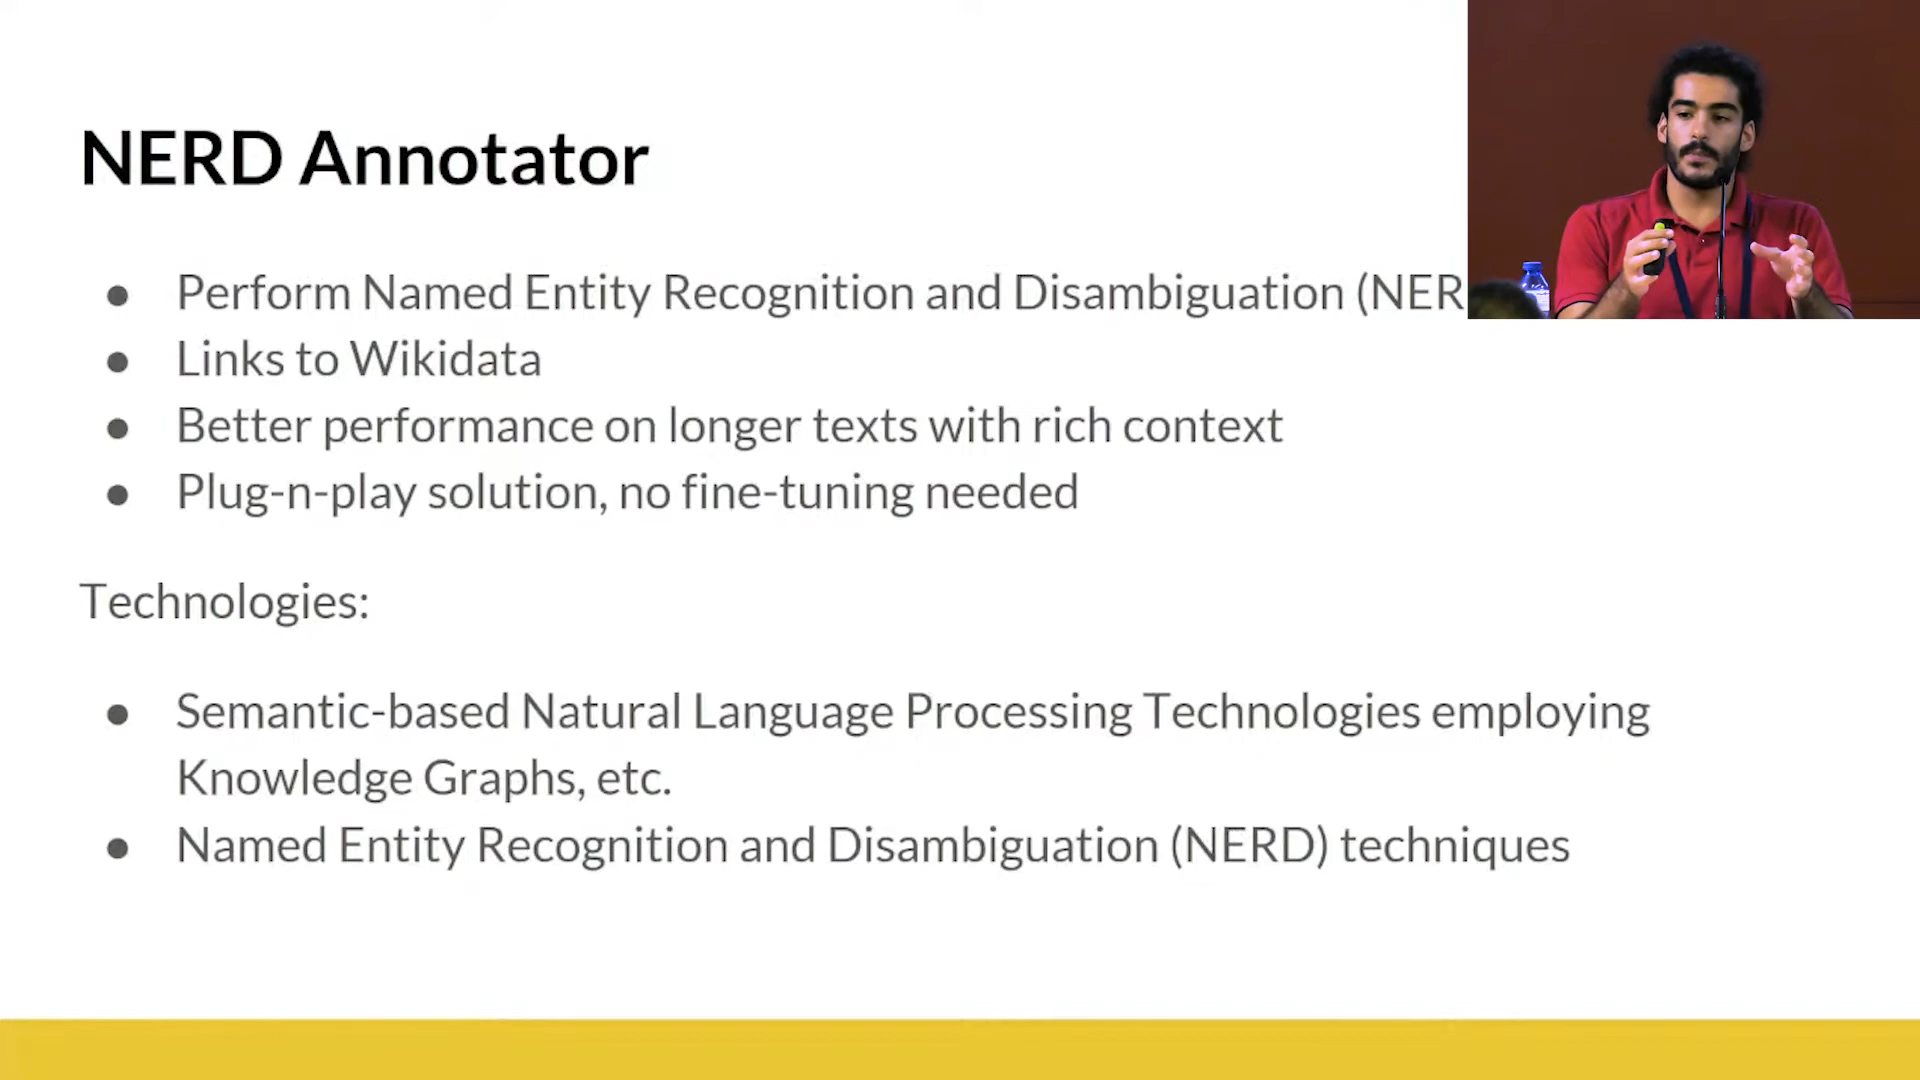 NERD Annotator
● Perform Named Entity Recognition and Disambiguation (NER
● Links to Wikidata
● Better performance on longer texts with rich context
● Plug-n-play solution, no fine-tuning needed
Technologies:
● Semantic-based Natural Language Processing Technologies employing
Knowledge Graphs, etc.
● Named Entity Recognition and Disambiguation (NERD) techniques